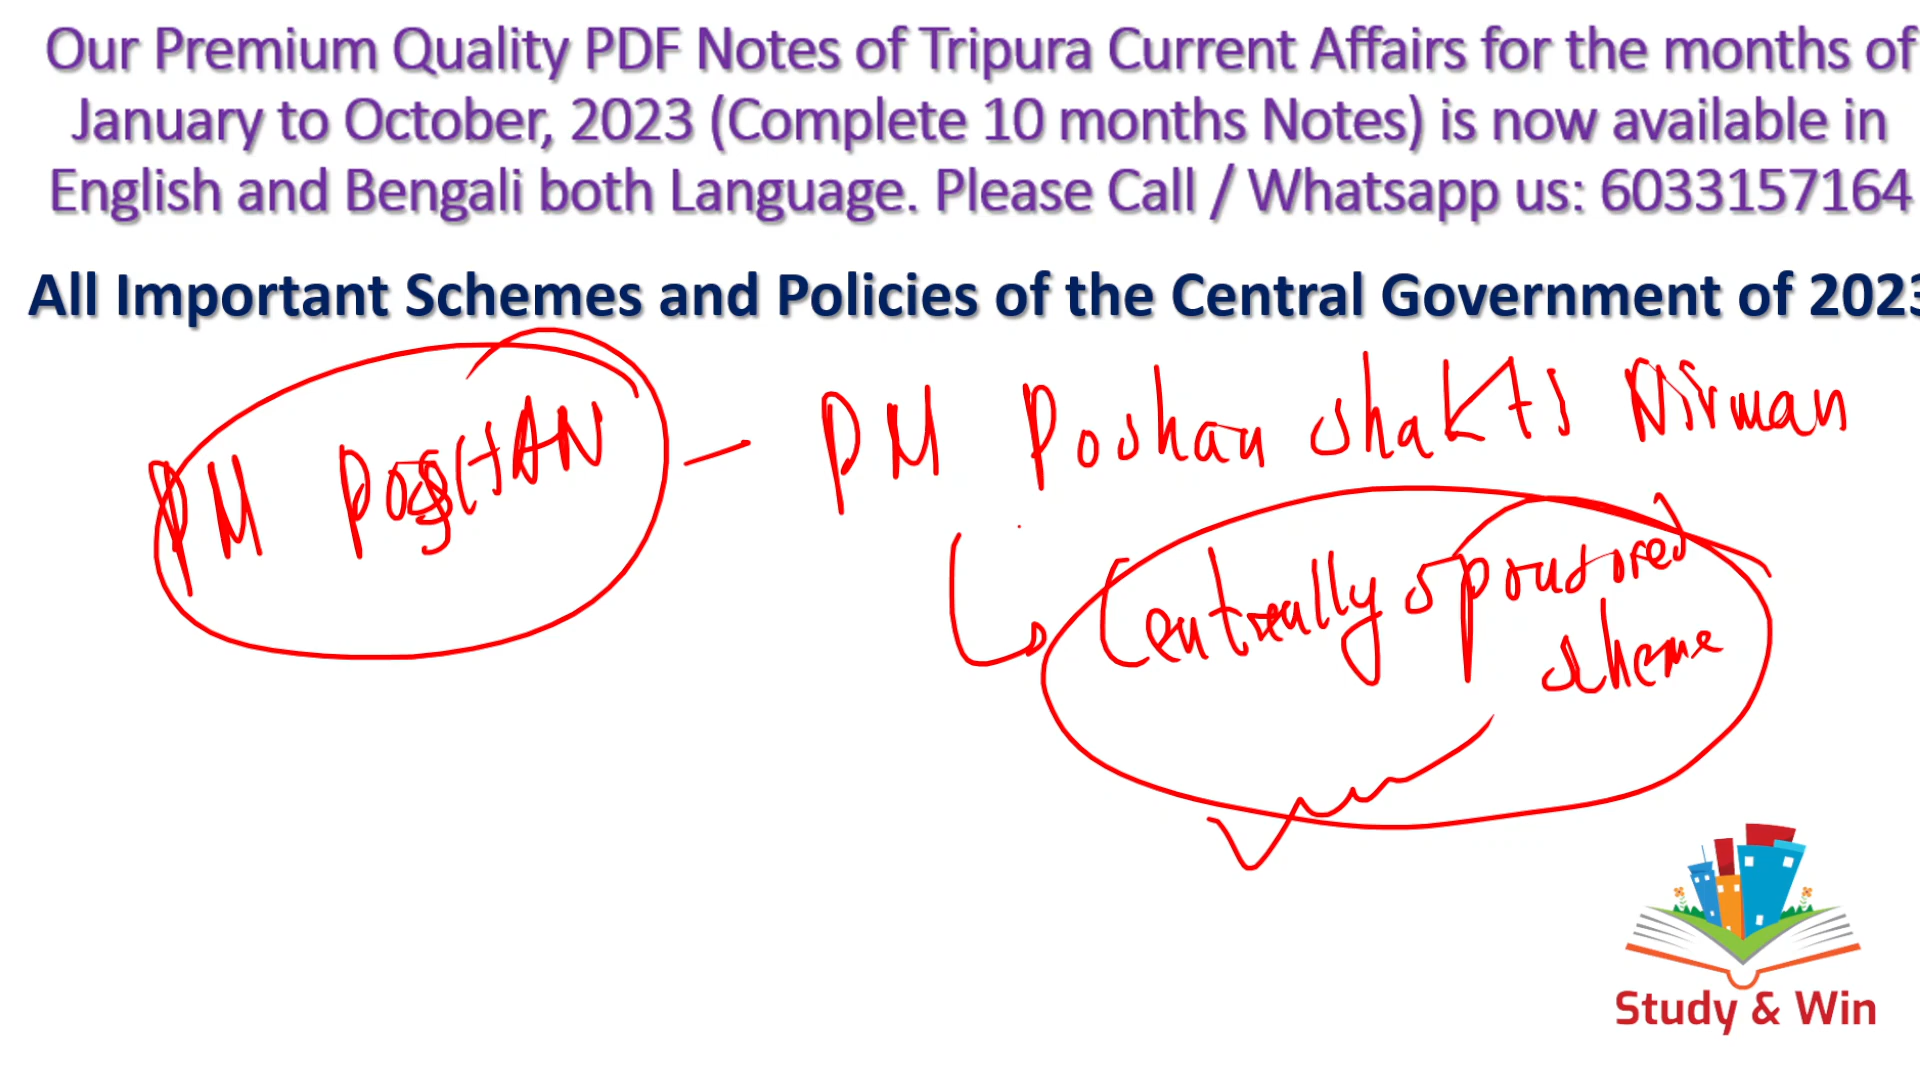 Our Premium Quality PDF Notes of Tripura Current Affairs for the months of
January to October, 2023 (Complete 10 months Notes) is now available in
English and Bengali both Language. Please Call / Whatsapp us: 6033157164
All Important Schemes and Policies of the Central Government of 2023
PM POSHAN — PM Poshan Shakti Nirman
Centrally sponsored
scheme
Study & Win